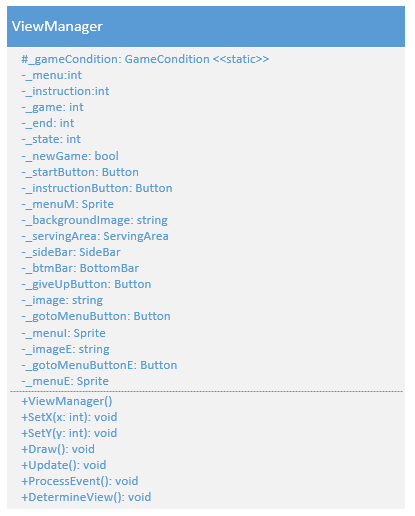 ViewManager
#_gameCondition: GameCondition <<static>>
-_menu:int
-_instruction:int
-_game: int
-_end: int
-_state: int
-_newGame: bool
-_startButton: Button
-_instructionButton: Button
-_menuM: Sprite
-_backgroundImage: string
-_servingArea: ServingArea
-_sideBar: SideBar
-_btmBar: BottomBar
-_giveUpButton: Button
-_image: string
-_gotoMenuButton: Button
-_menuI: Sprite
-_imageE: string
-_gotoMenuButtonE: Button
-_menuE: Sprite
+ViewManager()
+SetX(x: int): void
+SetY(y: int): void
+Draw(): void
+Update(): void
+ProcessEvent(): void
+DetermineView(): void